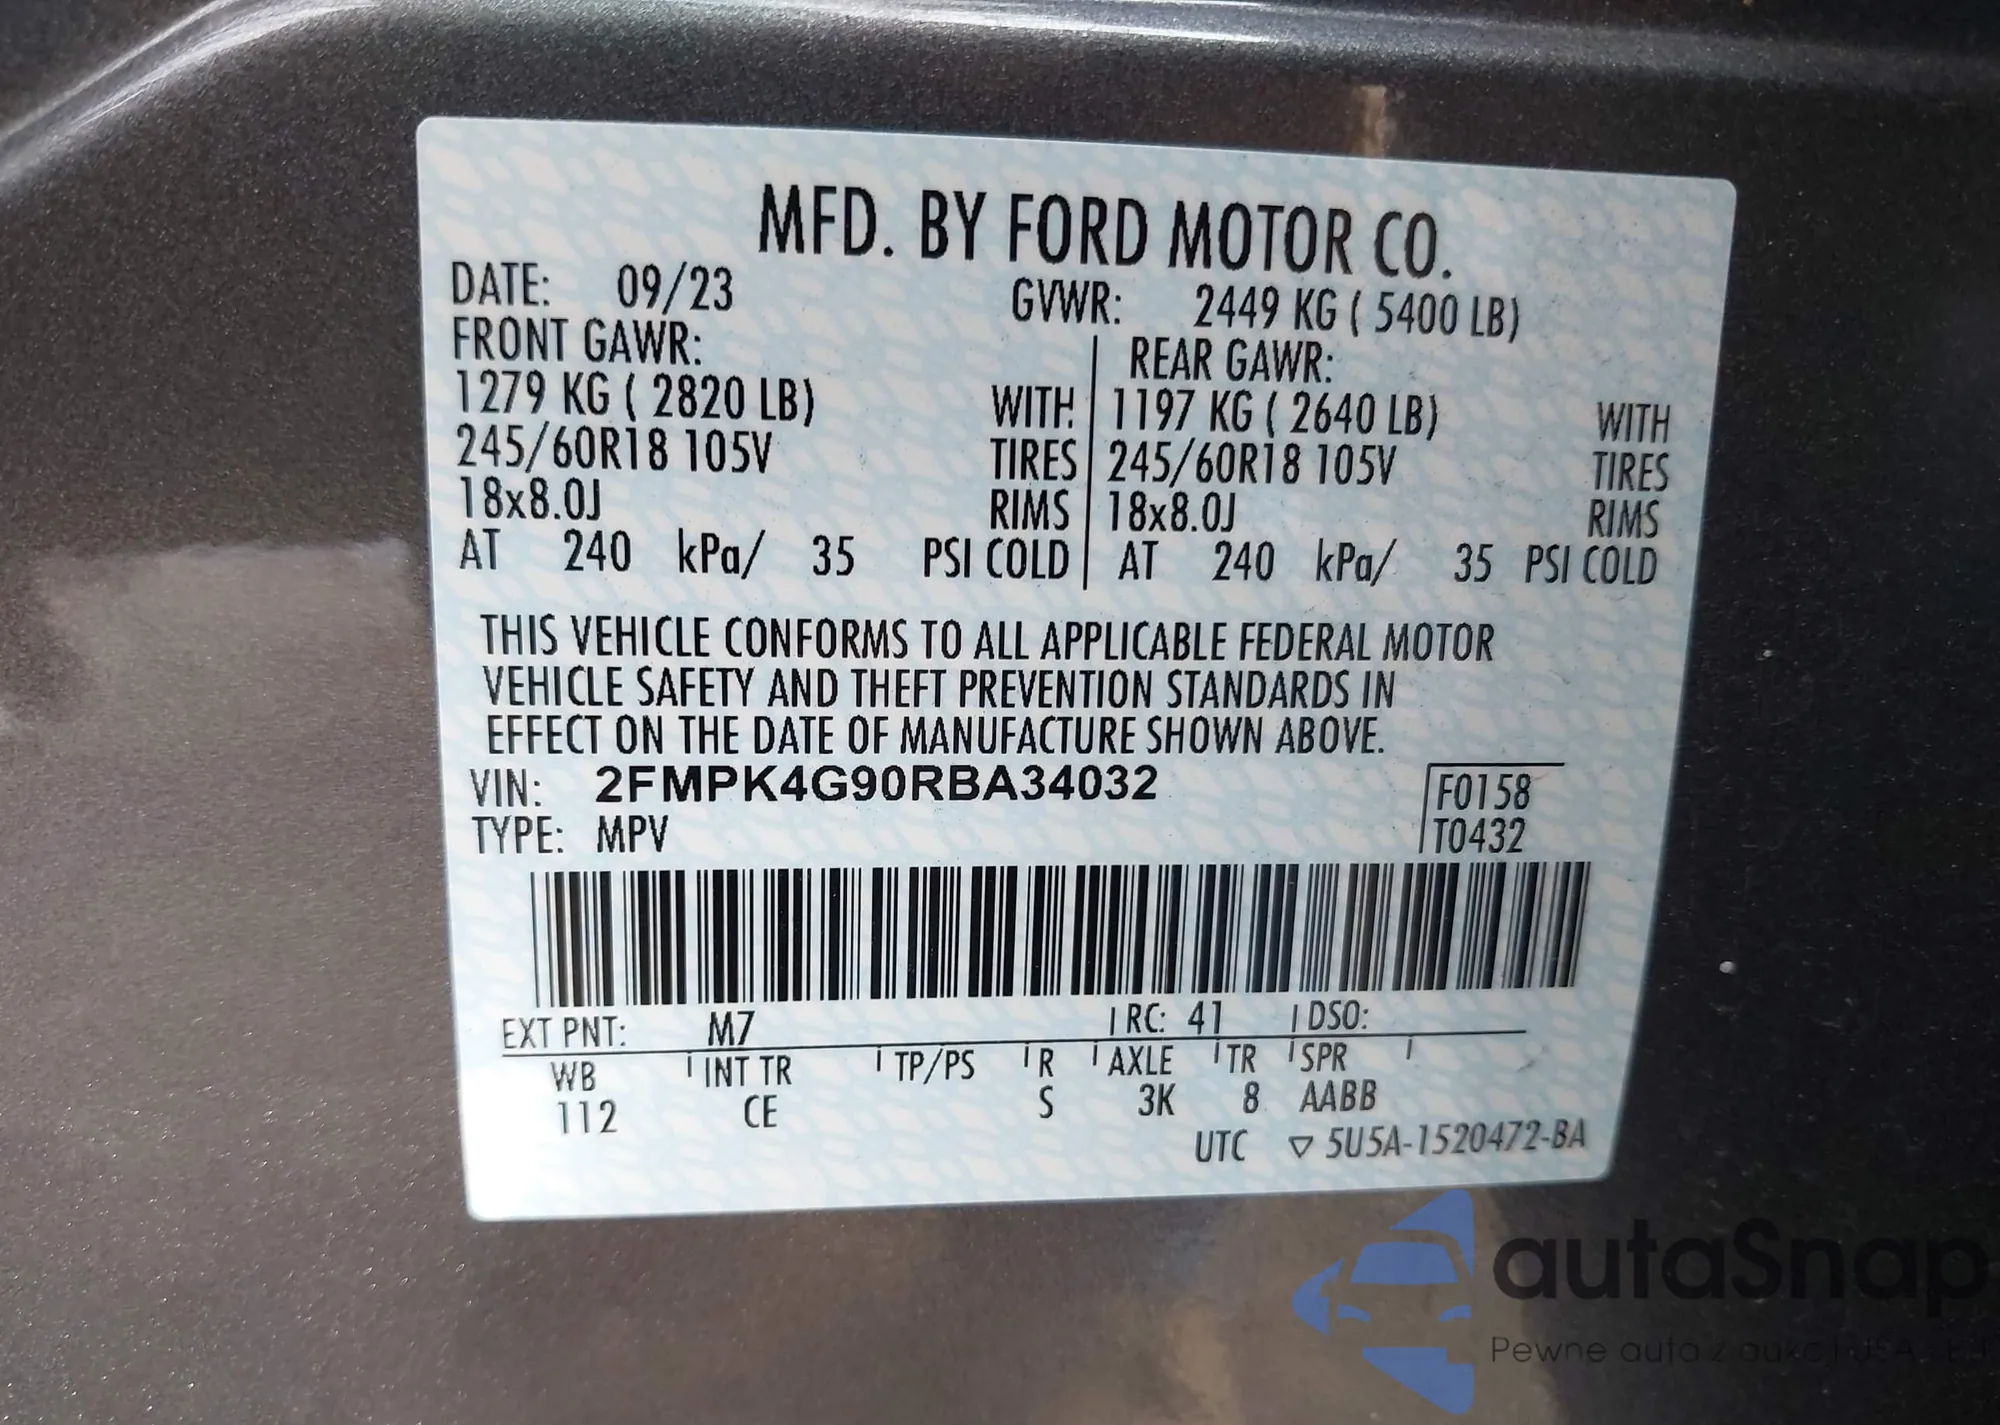 MFD. BY FORD MOTOR CO.
DATE: 09/23 GVWR: 2449 KG ( 5400 LB)
FRONT GAWR: REAR GAWR:
1279 KG ( 2820 LB) WITH 1197 KG ( 2640 LB) WITH
245/60R18 105V TIRES 245/60R18 105V TIRES
18x8.0J RIMS 18x8.0J RIMS
AT 240 kPa/ 35 PSI COLD AT 240 kPa/ 35 PSI COLD
THIS VEHICLE CONFORMS TO ALL APPLICABLE FEDERAL MOTOR
VEHICLE SAFETY AND THEFT PREVENTION STANDARDS IN
EFFECT ON THE DATE OF MANUFACTURE SHOWN ABOVE.
VIN: 2FMPK4G90RBA34032 F0158
TYPE: MPV T0432
EXT PNT: M7 RC: 41 DSO:
WB INT TR TP/PS R AXLE TR SPR
112 CE S 3K 8 AABB
UTC ▽ 5U5A-1520472-BA
autaSnap
Pewne auta z aukcji USA